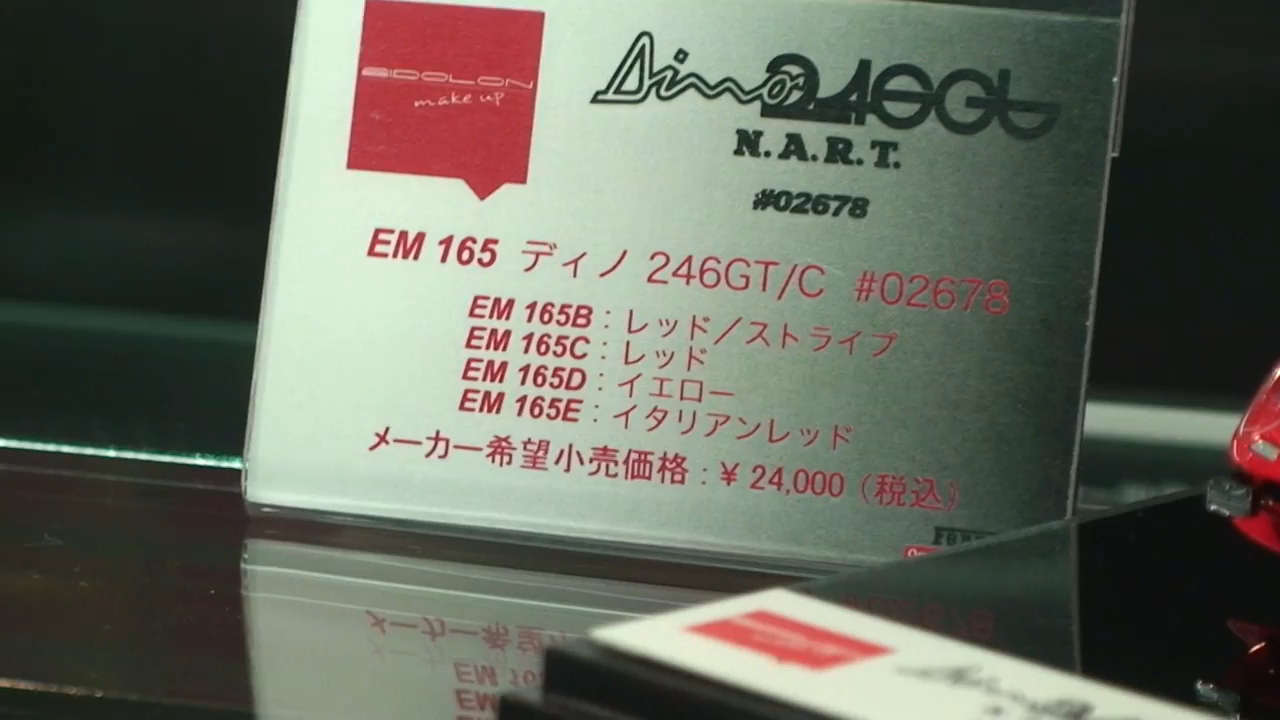 EIDOLON
make up
Dino 246GT
N.A.R.T.
#02678
EM 165 ディノ 246GT/C #02678
EM 165B : レッド／ストライプ
EM 165C : レッド
EM 165D : イエロー
EM 165E : イタリアンレッド
メーカー希望小売価格 : ¥ 24,000（税込）